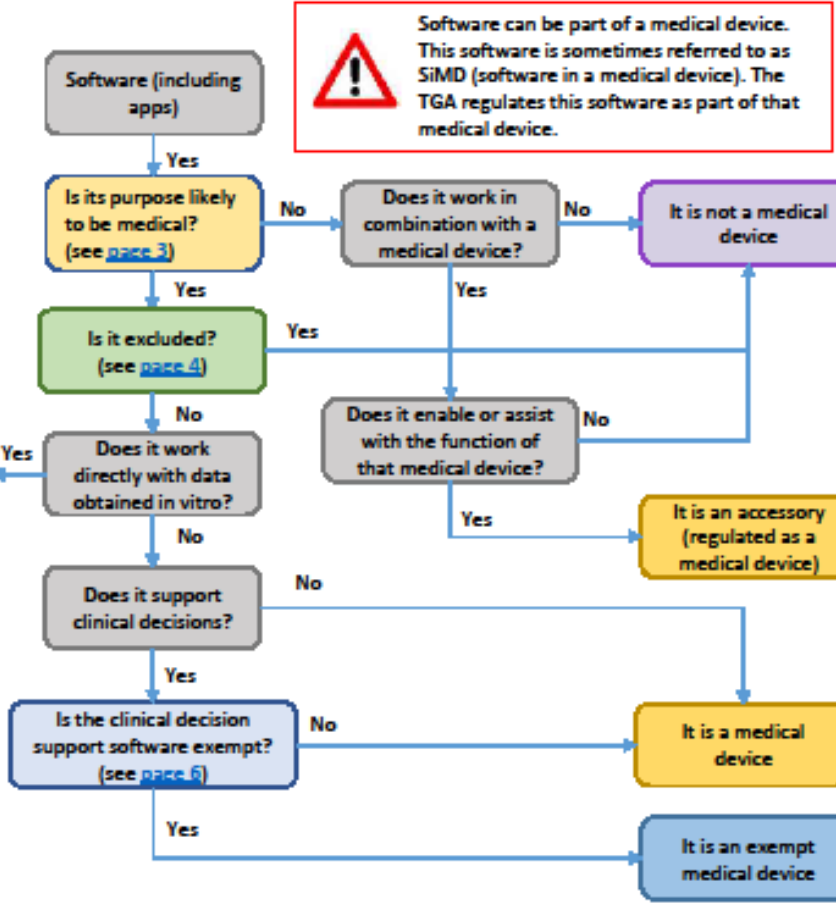 Software can be part of a medical device.
This software is sometimes referred to as
SiMD (software in a medical device). The
TGA regulates this software as part of that
medical device.
Software (including
apps)
Yes
Is its purpose likely
to be medical?
(see page 3)
No
Does it work in
combination with a
medical device?
No
It is not a medical
device
Yes
Yes
Is it excluded?
(see page 4)
Yes
No
Does it enable or assist
with the function of
that medical device?
No
Yes
Does it work
directly with data
obtained in vitro?
Yes
It is an accessory
(regulated as a
medical device)
No
Does it support
clinical decisions?
No
Yes
Is the clinical decision
support software exempt?
(see page 6)
No
It is a medical
device
Yes
It is an exempt
medical device